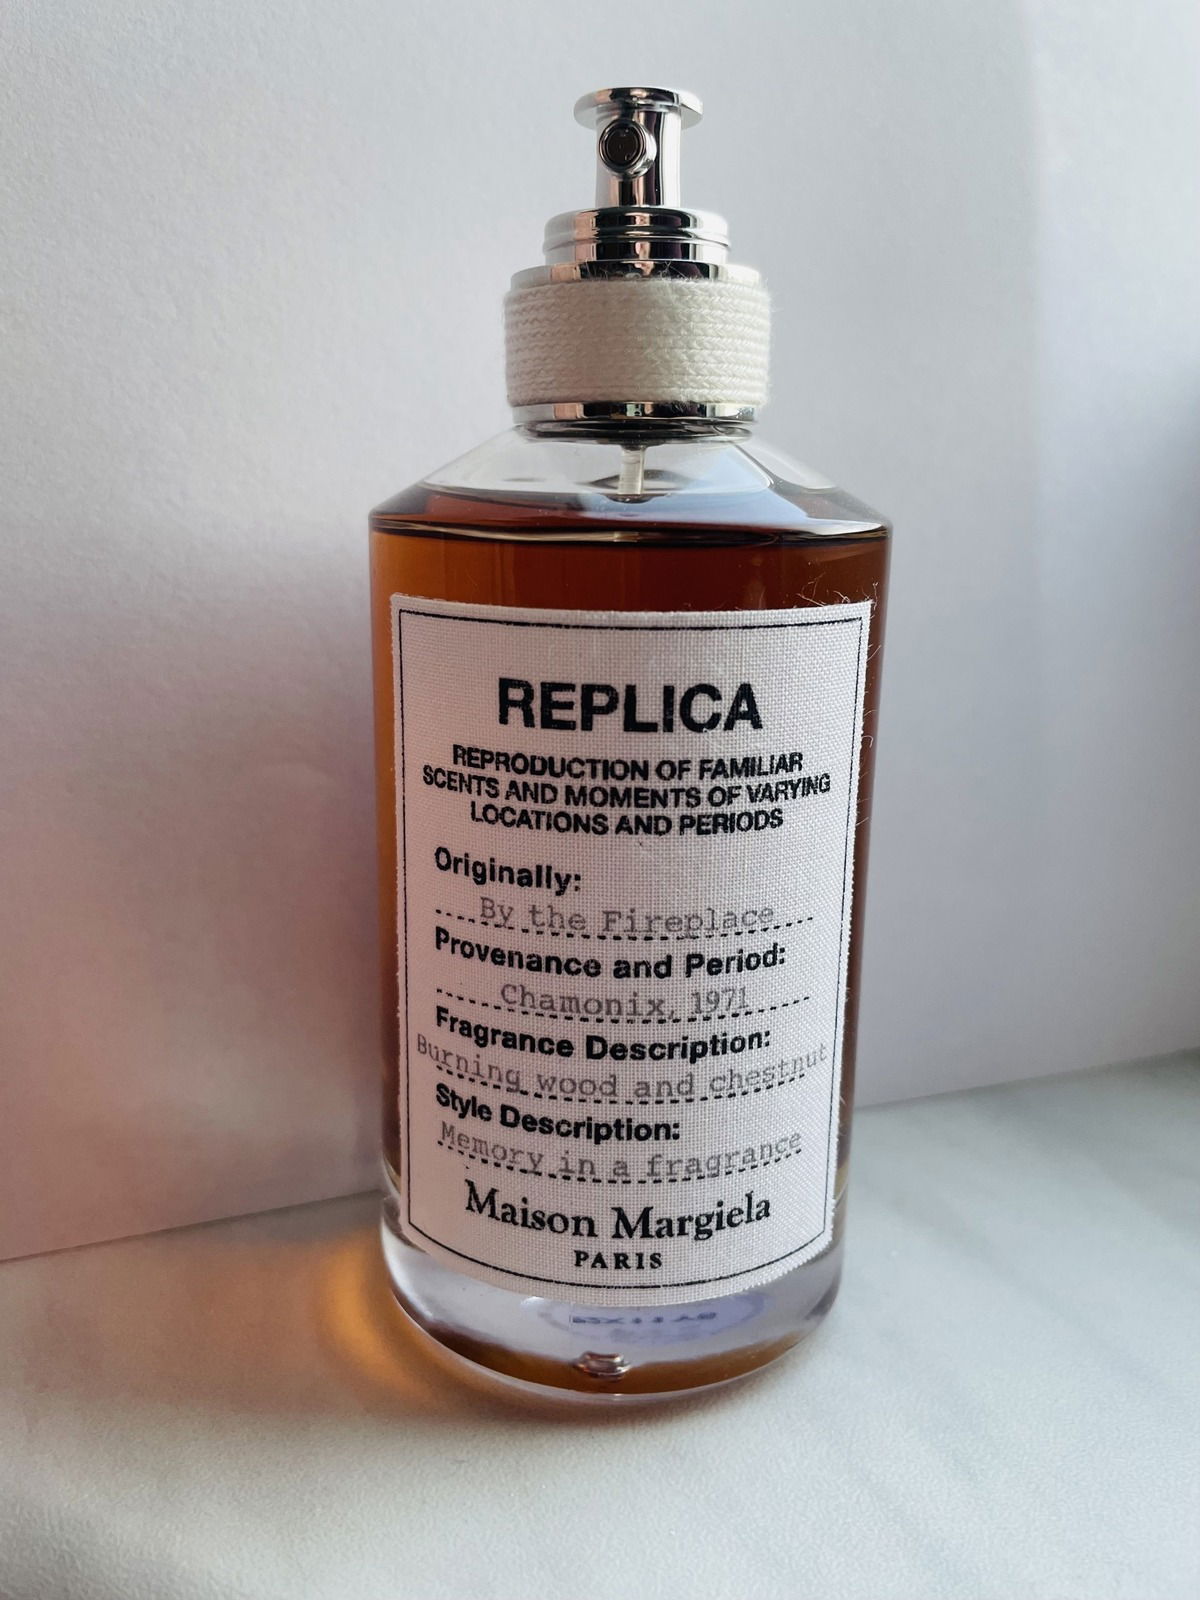 REPLICA
REPRODUCTION OF FAMILIAR
SCENTS AND MOMENTS OF VARYING
LOCATIONS AND PERIODS
Originally:
By the Fireplace
Provenance and Period:
Chamonix, 1971
Fragrance Description:
Burning wood and chestnut
Style Description:
Memory in a fragrance
Maison Margiela
PARIS